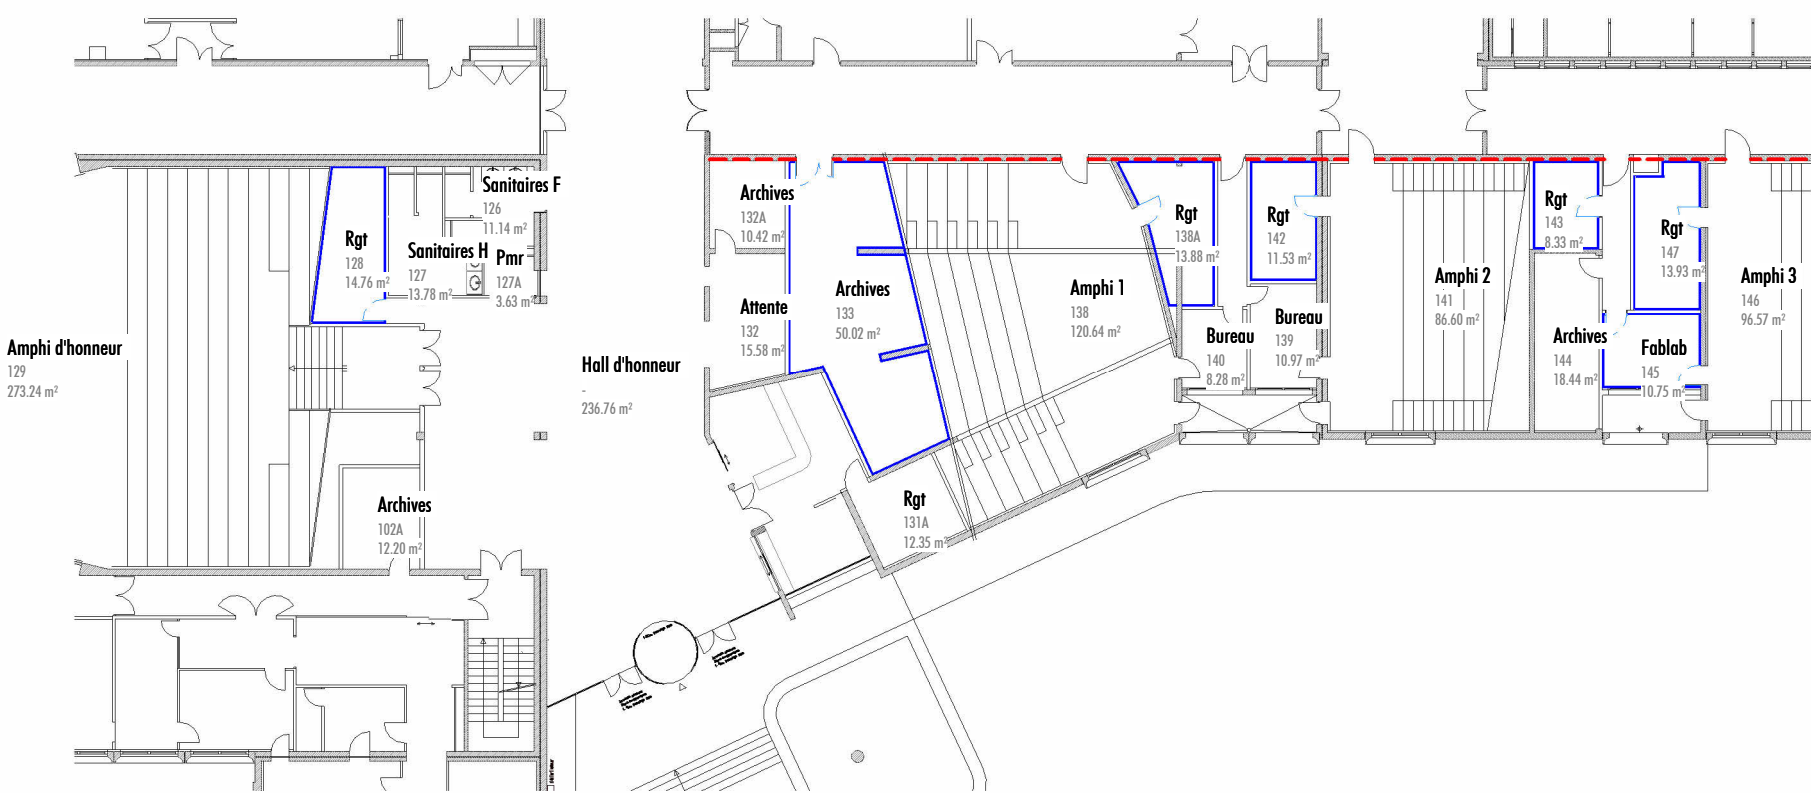 Sanitaires F
126
11.14 m²
Archives
132A
10.42 m²
Rgt
128
14.76 m²
Sanitaires H
127
13.78 m²
Pmr
127A
3.63 m²
Rgt
138A
13.88 m²
Rgt
142
11.53 m²
Rgt
143
8.33 m²
Rgt
147
13.93 m²
Attente
132
15.58 m²
Archives
133
50.02 m²
Amphi 1
138
120.64 m²
Amphi 2
141
86.60 m²
Amphi 3
146
96.57 m²
Amphi d'honneur
129
273.24 m²
Hall d'honneur
-
236.76 m²
Bureau
140
8.28 m²
Bureau
139
10.97 m²
Archives
144
18.44 m²
Fablab
145
10.75 m²
Archives
102A
12.20 m²
Rgt
131A
12.35 m²